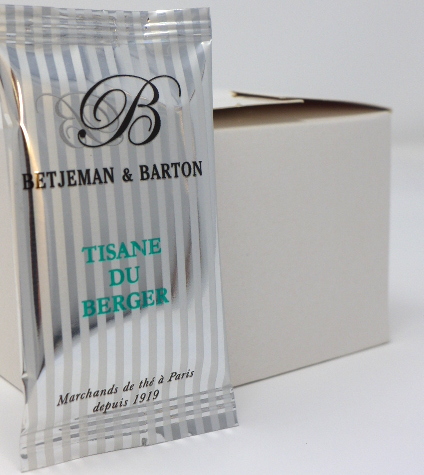 B
BETJEMAN & BARTON
TISANE
DU
BERGER
Marchands de thé à Paris
depuis 1919